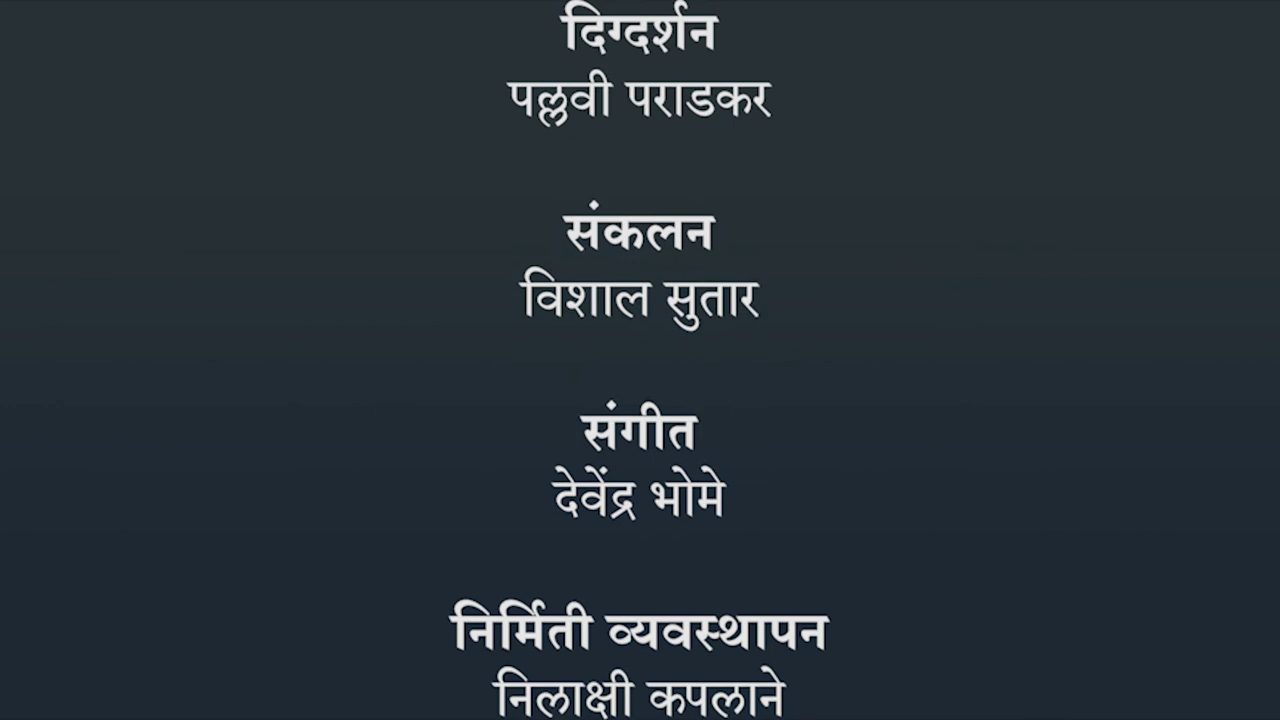 दिग्दर्शन
पल्लवी पराडकर
संकलन
विशाल सुतार
संगीत
देवेंद्र भोमे
निर्मिती व्यवस्थापन
निलाक्षी कपलाने